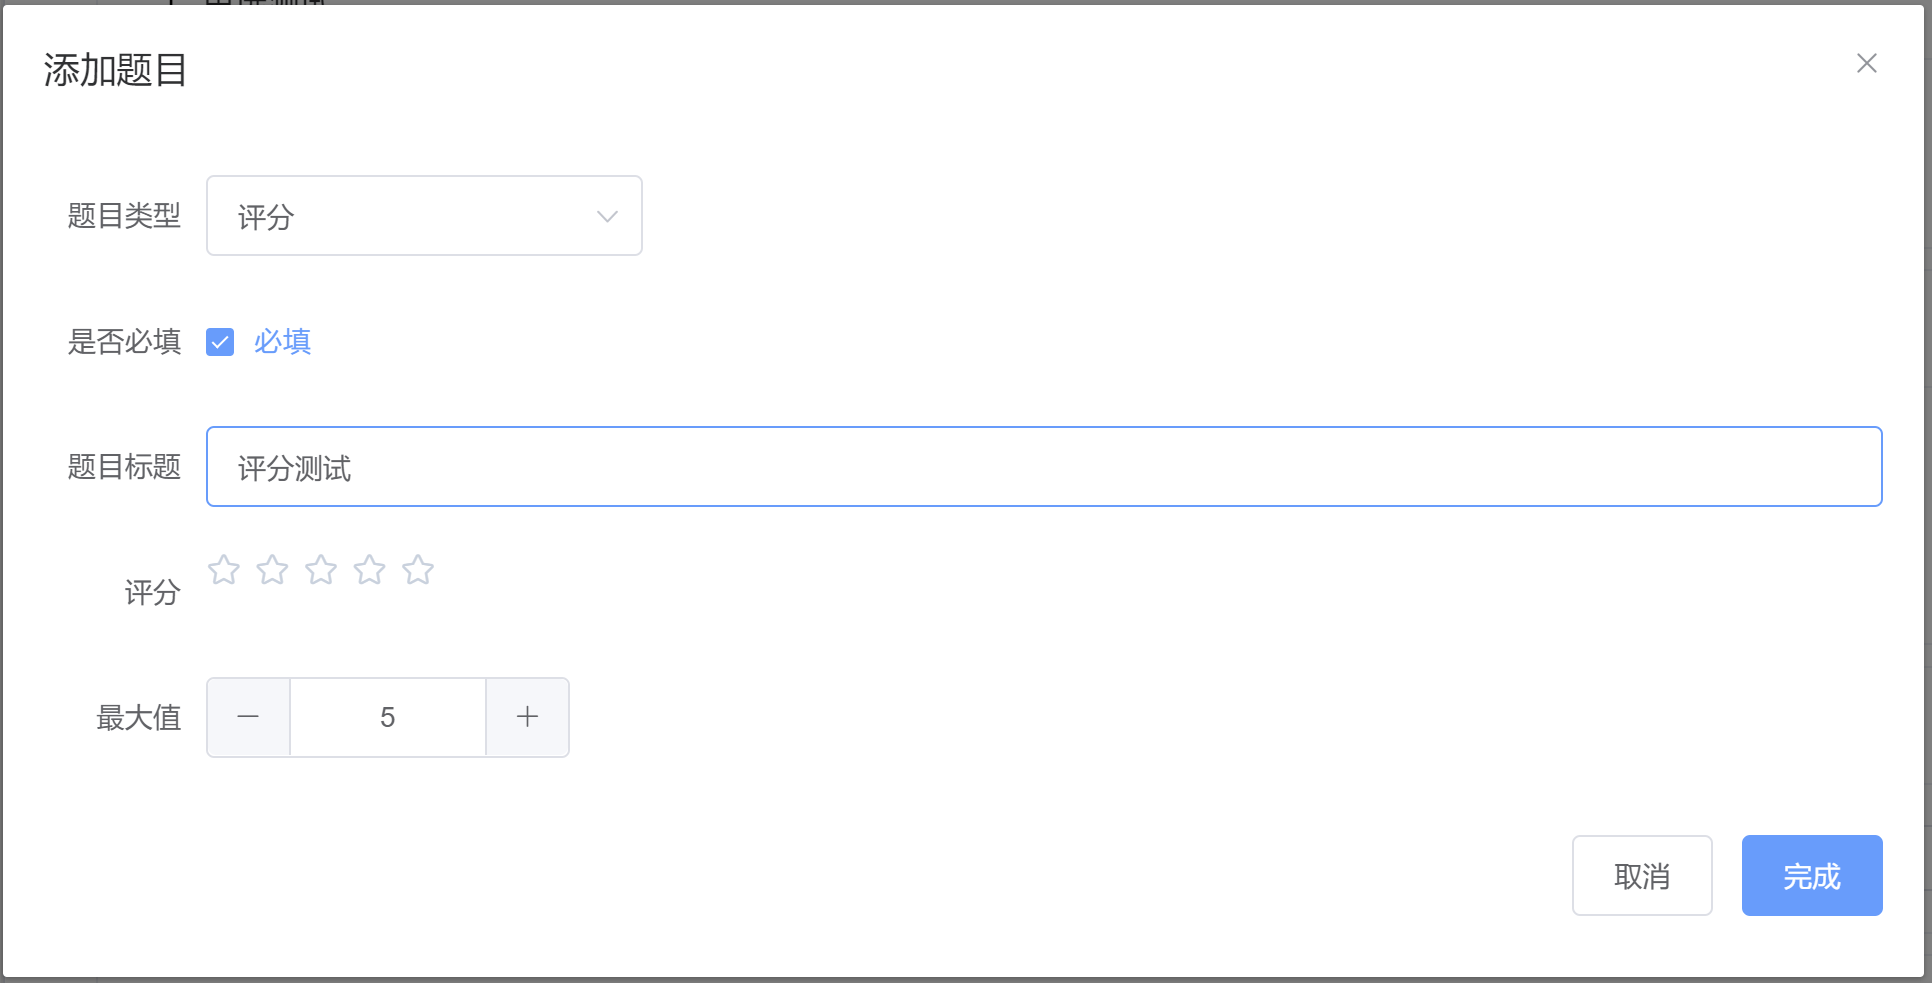 添加题目
题目类型 评分
是否必填 必填
题目标题 评分测试
评分
最大值 5
取消 完成